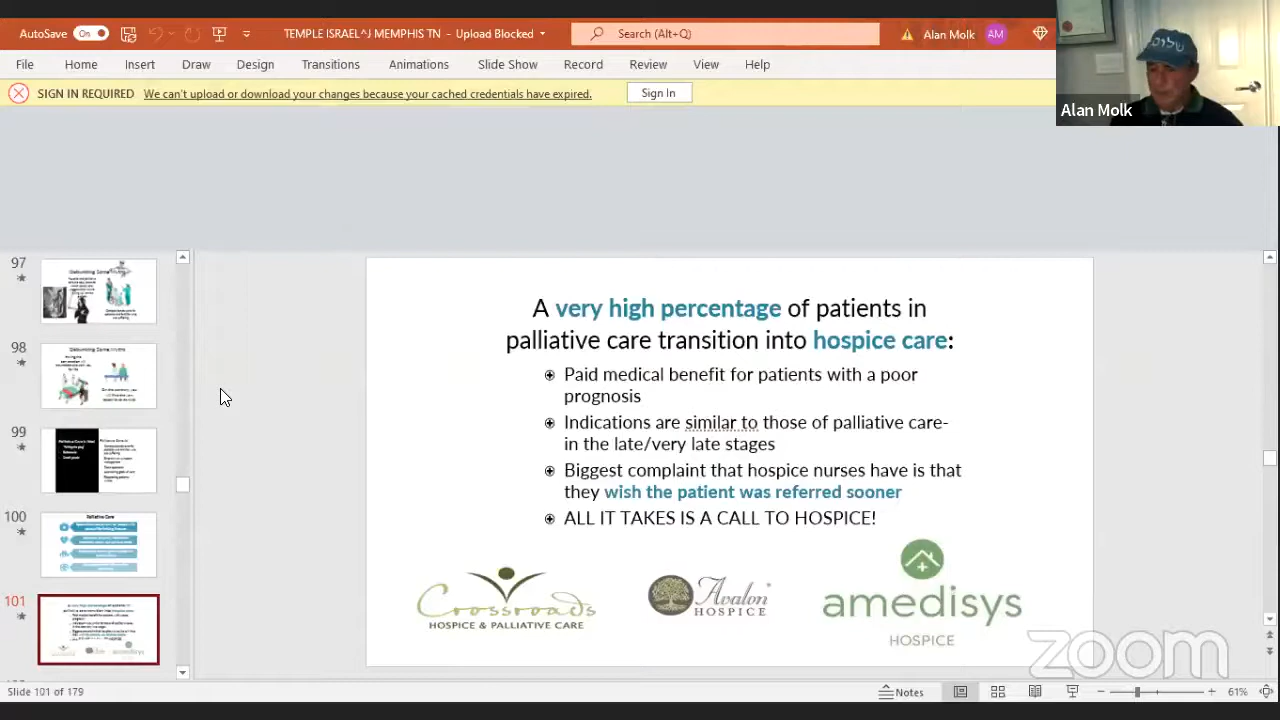 AutoSave On TEMPLE ISRAEL^J MEMPHIS TN - Upload Blocked Search (Alt+Q) Alan Molk AM
File Home Insert Draw Design Transitions Animations Slide Show Record Review View Help
SIGN IN REQUIRED We can't upload or download your changes because your cached credentials have expired. Sign In
שלום
Alan Molk
97
98
99
100
Palliative Care
101
A very high percentage of patients in
palliative care transition into hospice care:
Paid medical benefit for patients with a poor
prognosis
Indications are similar to those of palliative care-
in the late/very late stages
Biggest complaint that hospice nurses have is that
they wish the patient was referred sooner
ALL IT TAKES IS A CALL TO HOSPICE!
Crossroads
HOSPICE & PALLIATIVE CARE
Avalon
HOSPICE
amedisys
HOSPICE
zoom
Slide 101 of 179 Notes 61%